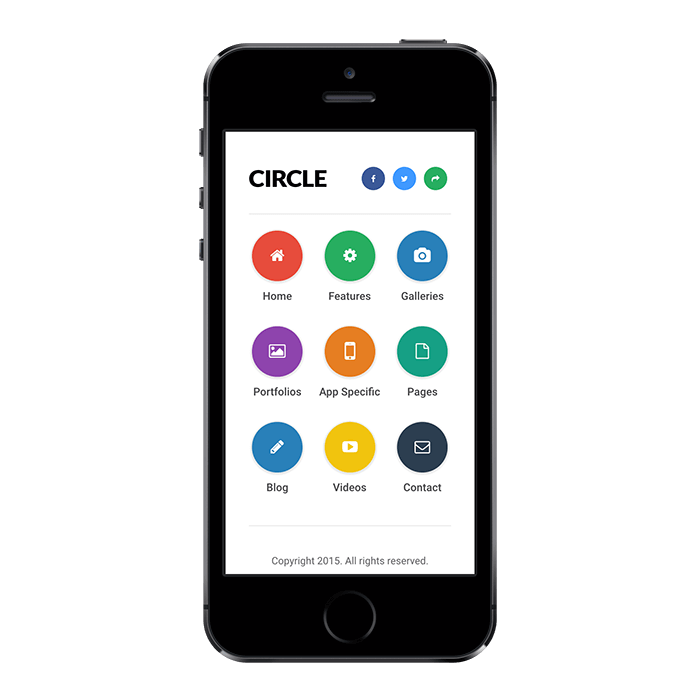 CIRCLE
Home Features Galleries
Portfolios App Specific Pages
Blog Videos Contact
Copyright 2015. All rights reserved.